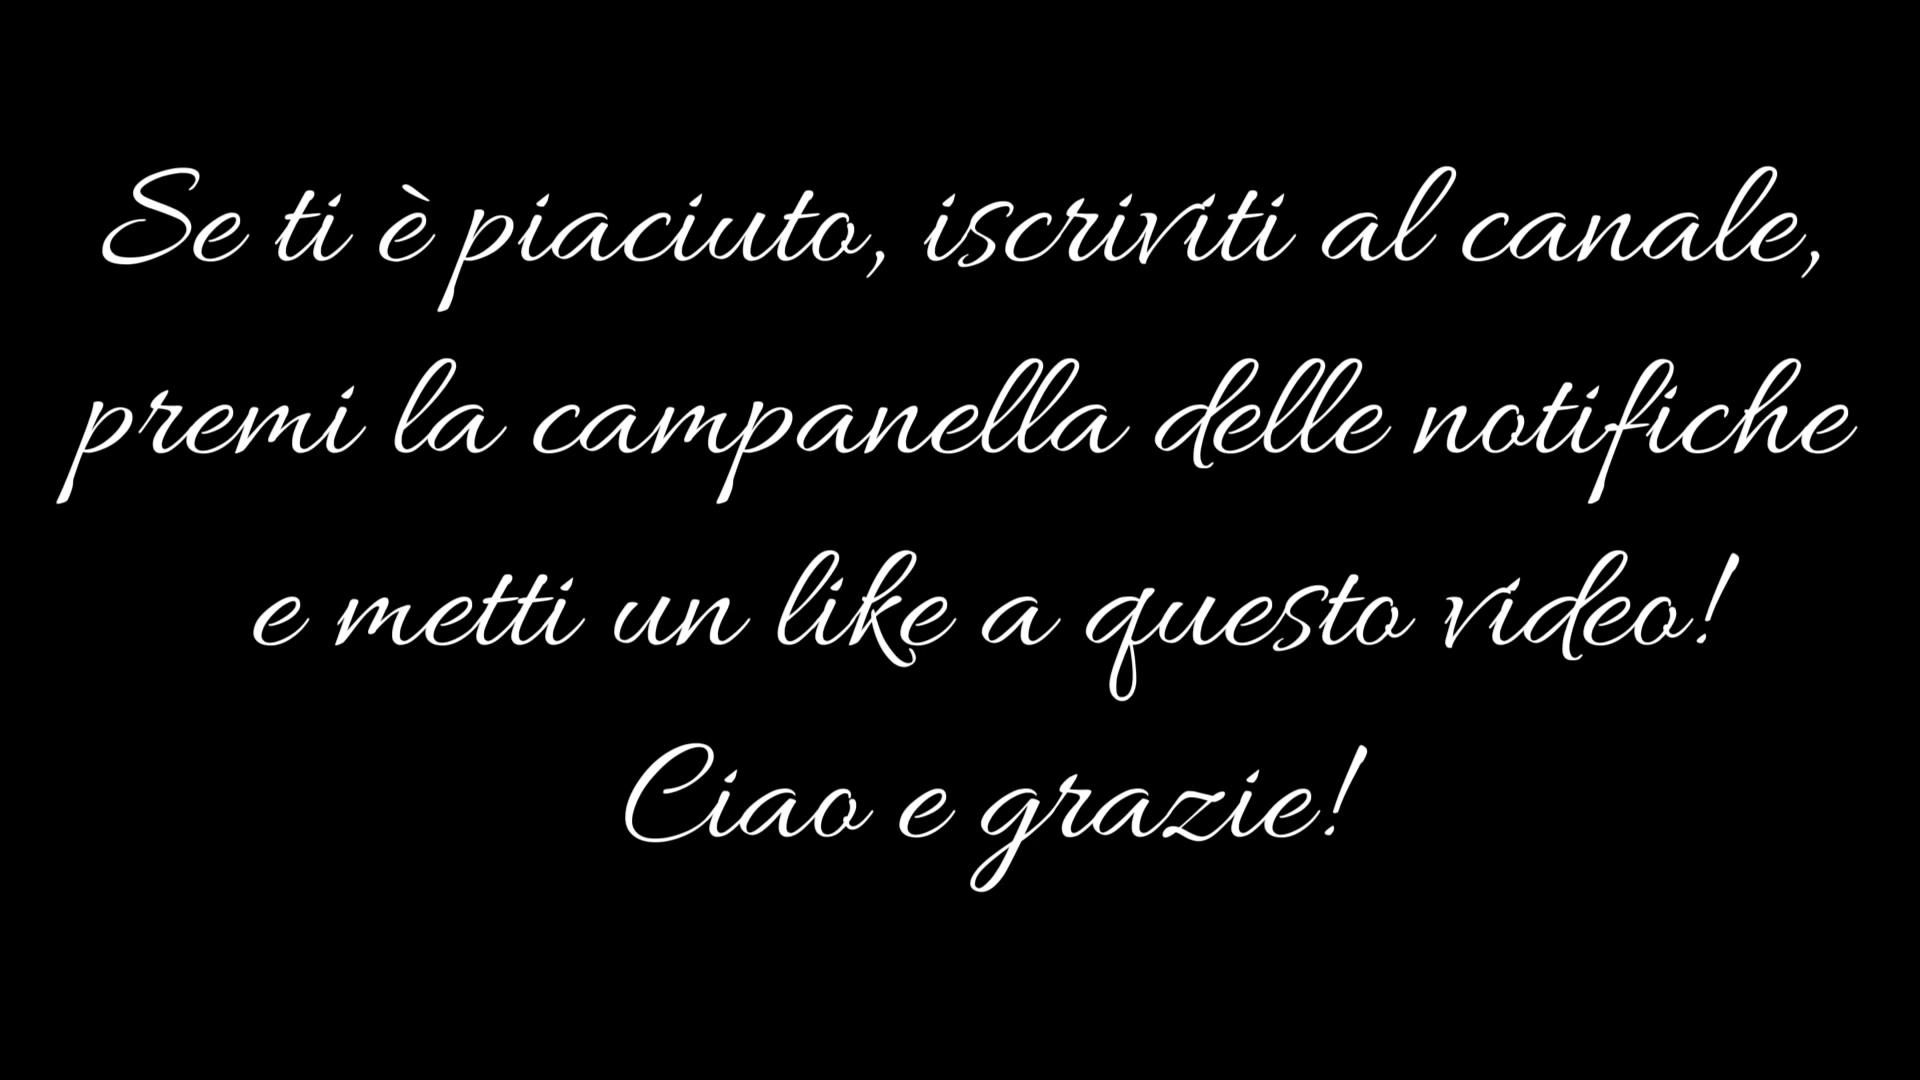 Se ti è piaciuto, iscriviti al canale,
premi la campanella delle notifiche
e metti un like a questo video!
Ciao e grazie!